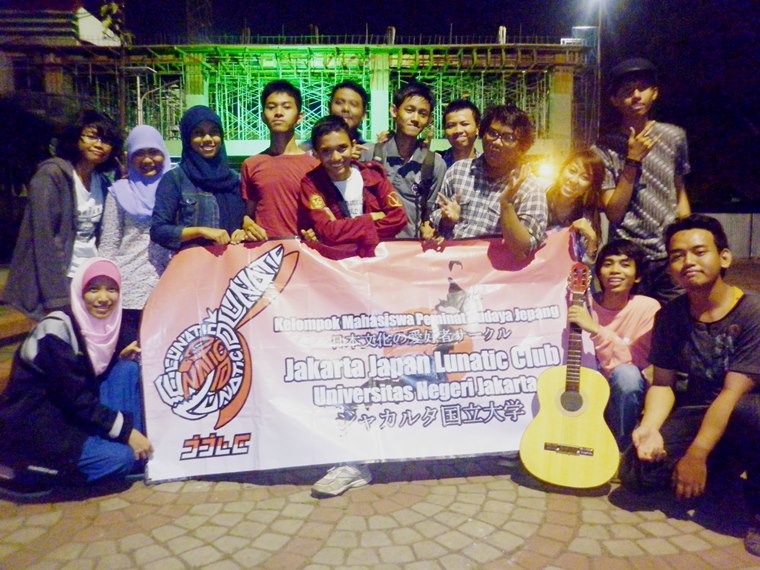 LUNATIC
Kelompok Mahasiswa Peminat Budaya Jepang
日本文化の愛好者サークル
Jakarta Japan Lunatic Club
Universitas Negeri Jakarta
ジャカルタ国立大学